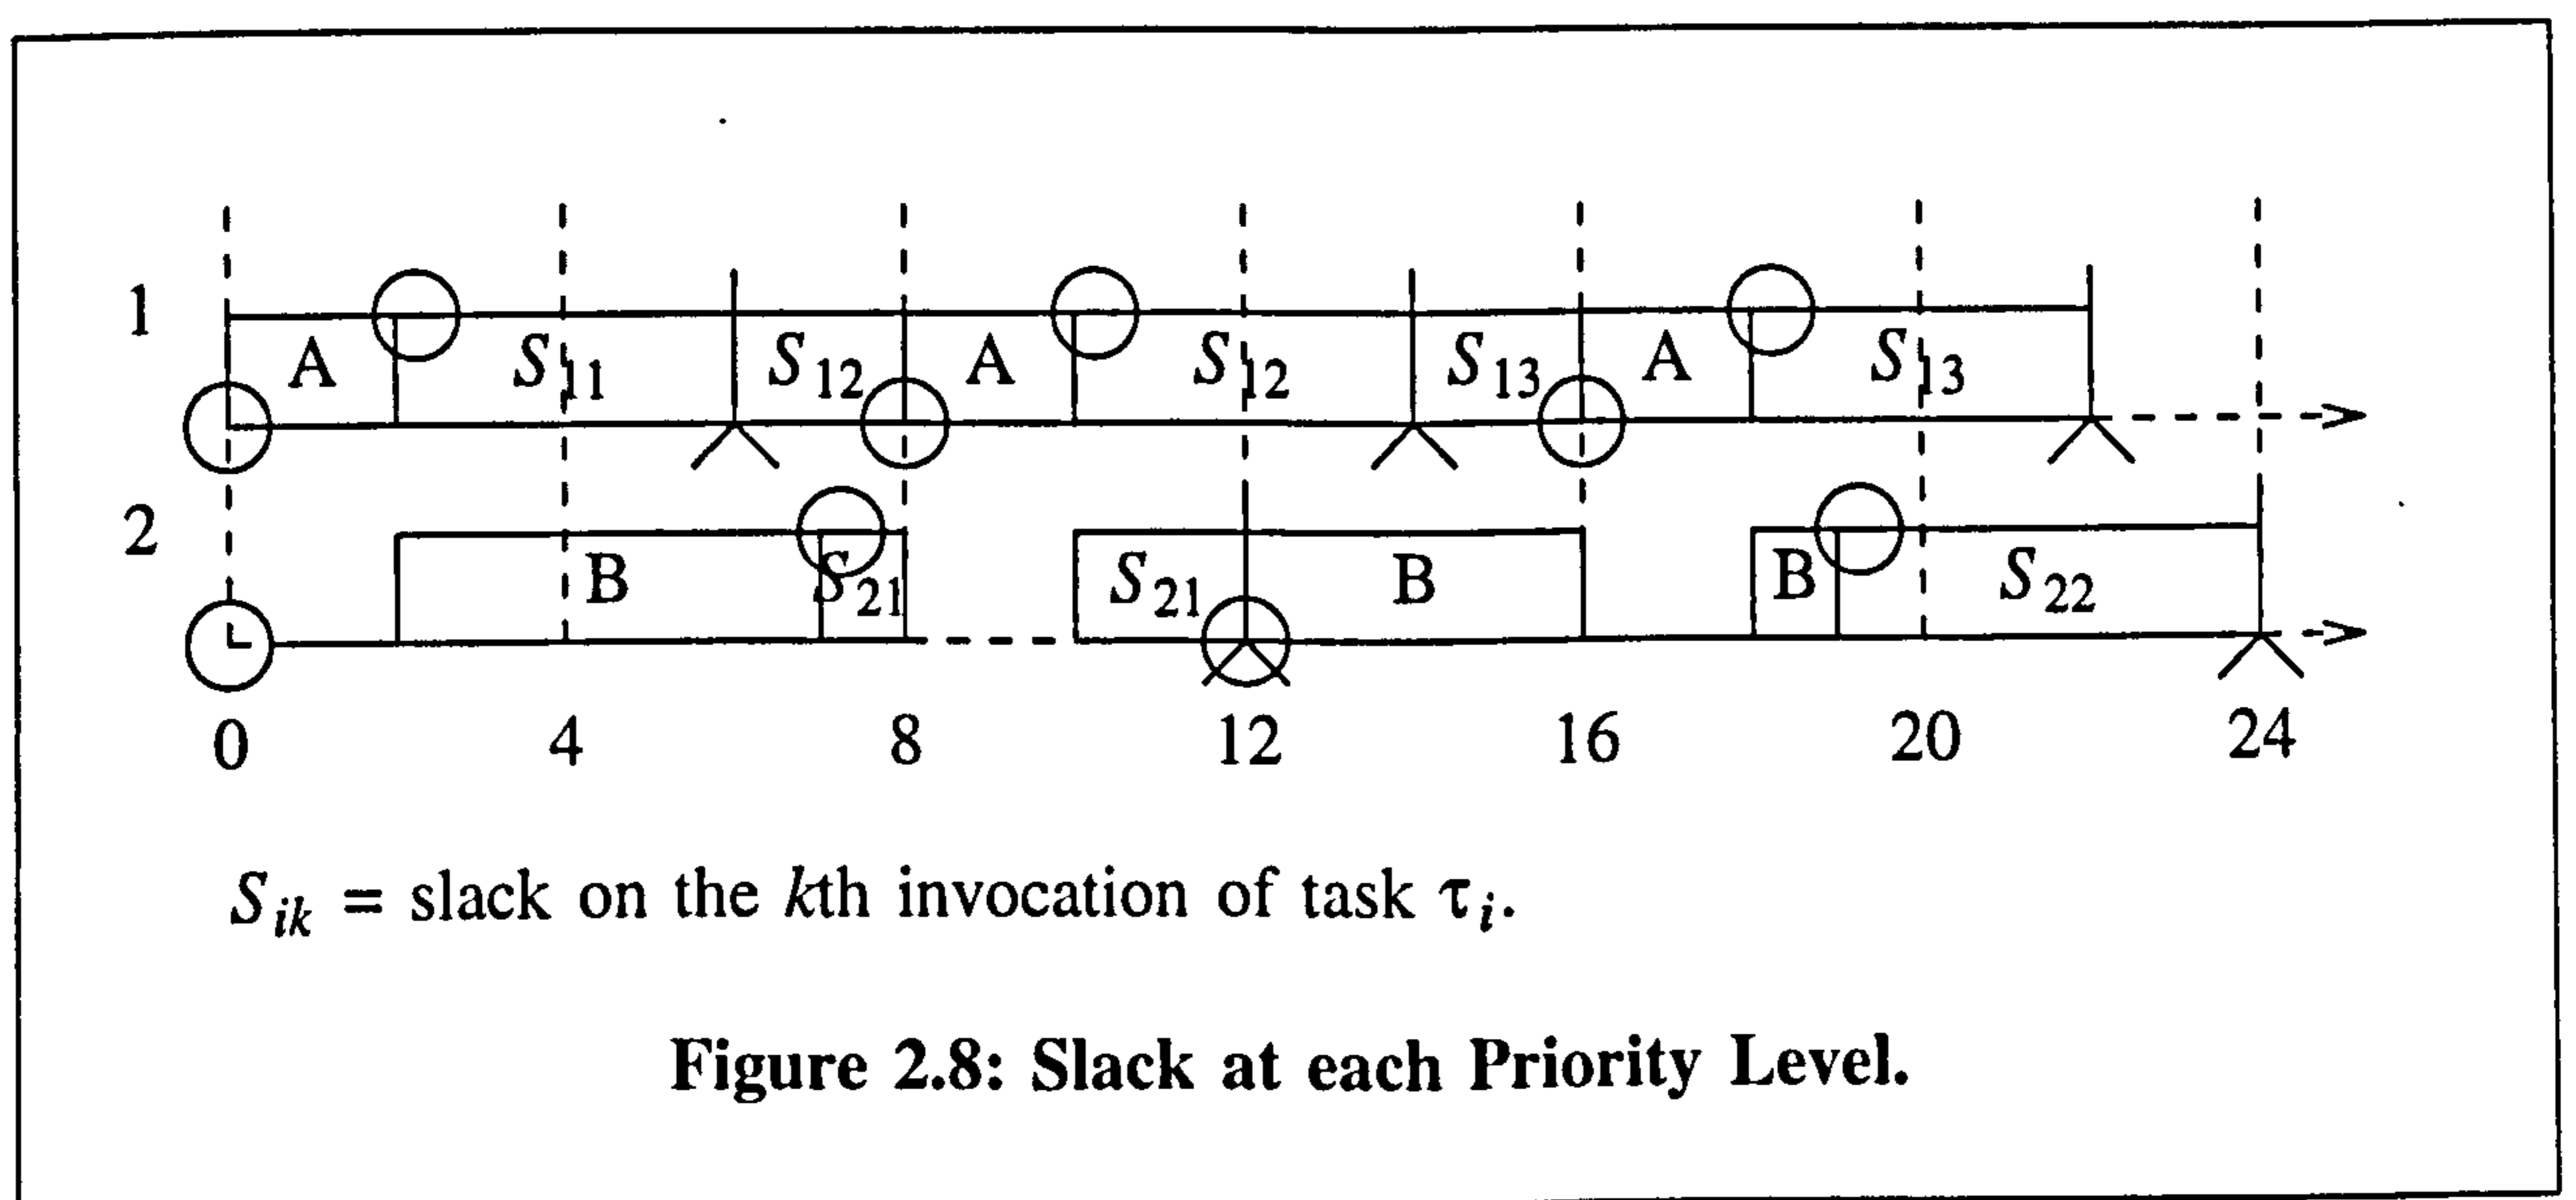 1 A S11 S12 A S12 S13 A S13
2 B S21 S21 B B S22
0 4 8 12 16 20 24
Sik = slack on the kth invocation of task τi.
Figure 2.8: Slack at each Priority Level.